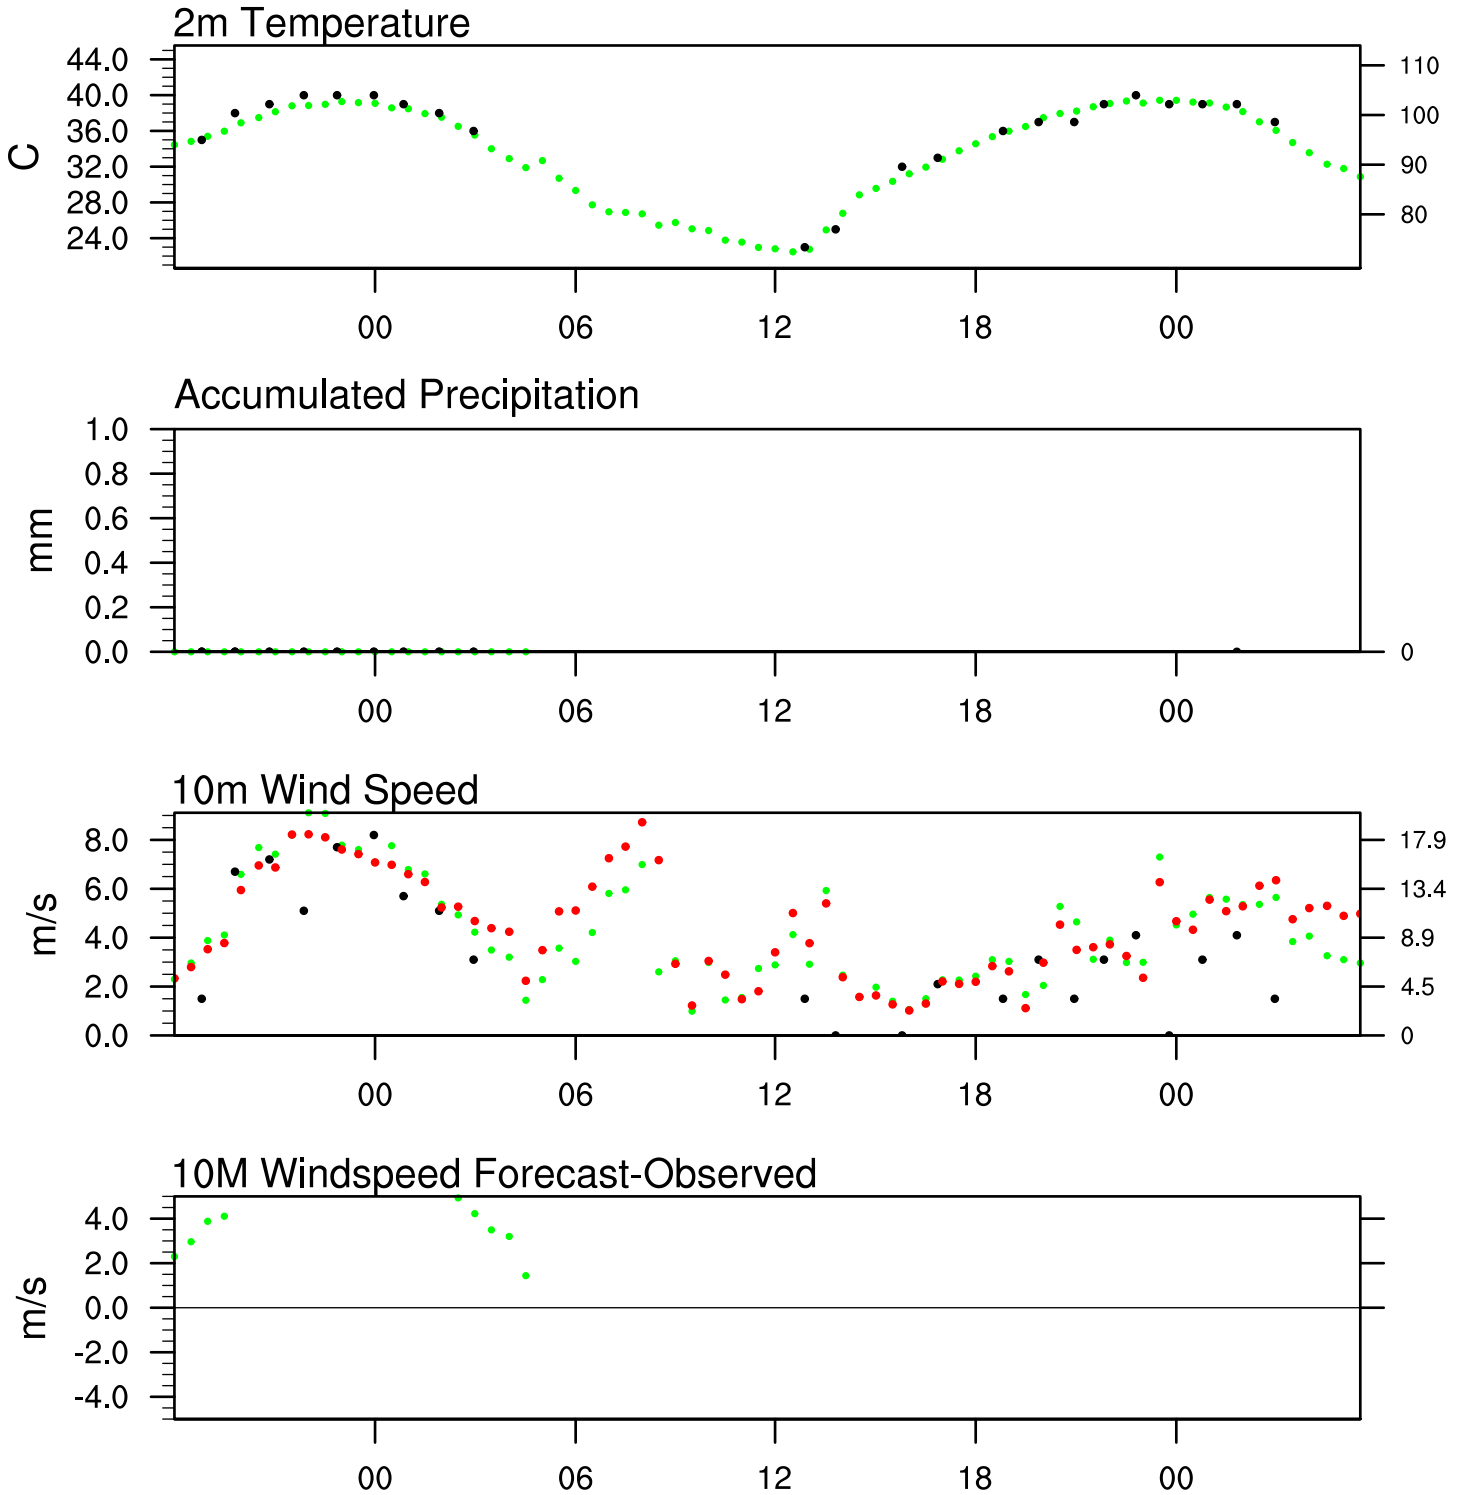 2m Temperature
44.0
40.0
36.0
32.0
28.0
24.0
C
110
100
90
80
00 06 12 18 00
Accumulated Precipitation
1.0
0.8
0.6
0.4
0.2
0.0
mm
0
00 06 12 18 00
10m Wind Speed
8.0
6.0
4.0
2.0
0.0
m/s
17.9
13.4
8.9
4.5
0
00 06 12 18 00
10M Windspeed Forecast-Observed
4.0
2.0
0.0
-2.0
-4.0
m/s
00 06 12 18 00